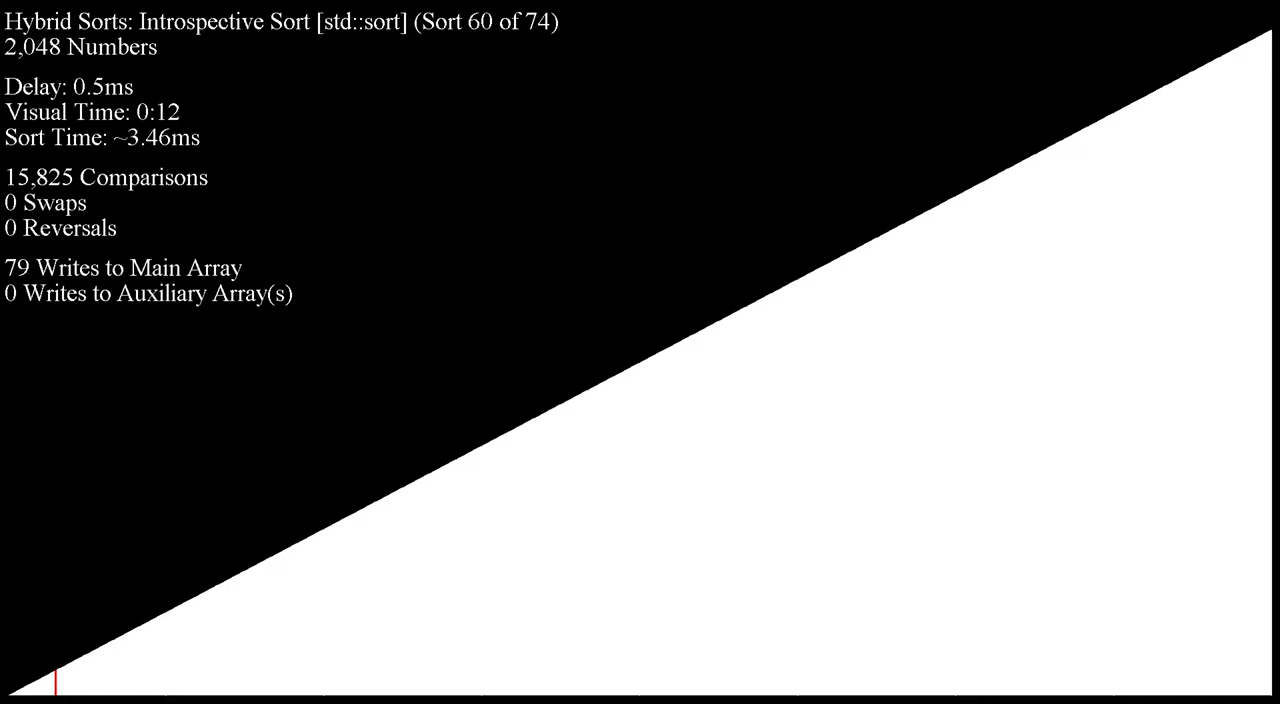 Hybrid Sorts: Introspective Sort [std::sort] (Sort 60 of 74)
2,048 Numbers
Delay: 0.5ms
Visual Time: 0:12
Sort Time: ~3.46ms
15,825 Comparisons
0 Swaps
0 Reversals
79 Writes to Main Array
0 Writes to Auxiliary Array(s)